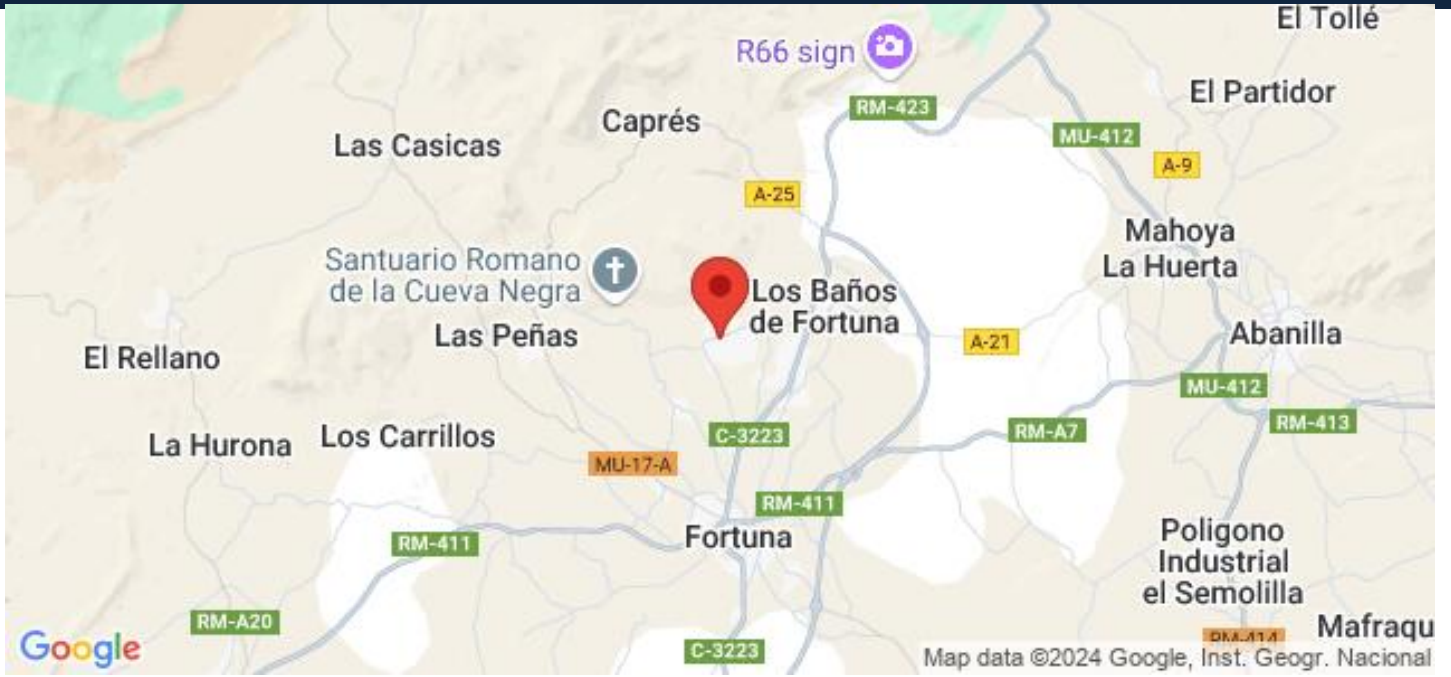 El Tollé
R66 sign
El Partidor
RM-423
Caprés
MU-412
Las Casicas
A-9
A-25
Mahoya
Santuario Romano
de la Cueva Negra
La Huerta
Los Baños
de Fortuna
Las Peñas
Abanilla
A-21
El Rellano
MU-412
RM-413
C-3223
RM-A7
Los Carrillos
La Hurona
MU-17-A
RM-411
Fortuna
RM-411
Poligono
Industrial
el Semolilla
RM-A20
Mafraqu
RM-414
Google
C-3223
Map data ©2024 Google, Inst. Geogr. Nacional